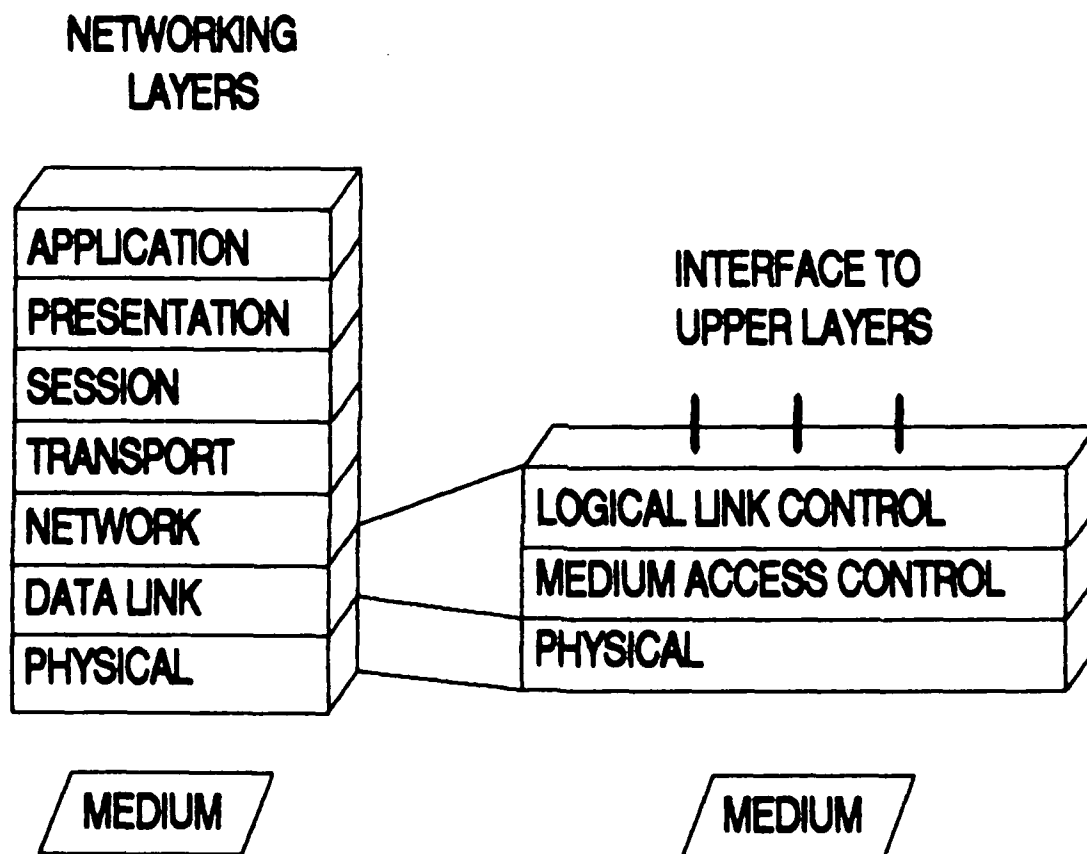 NETWORKING
LAYERS
APPLICATION
PRESENTATION
SESSION
TRANSPORT
NETWORK
DATA LINK
PHYSICAL
MEDIUM
INTERFACE TO
UPPER LAYERS
LOGICAL LINK CONTROL
MEDIUM ACCESS CONTROL
PHYSICAL
MEDIUM